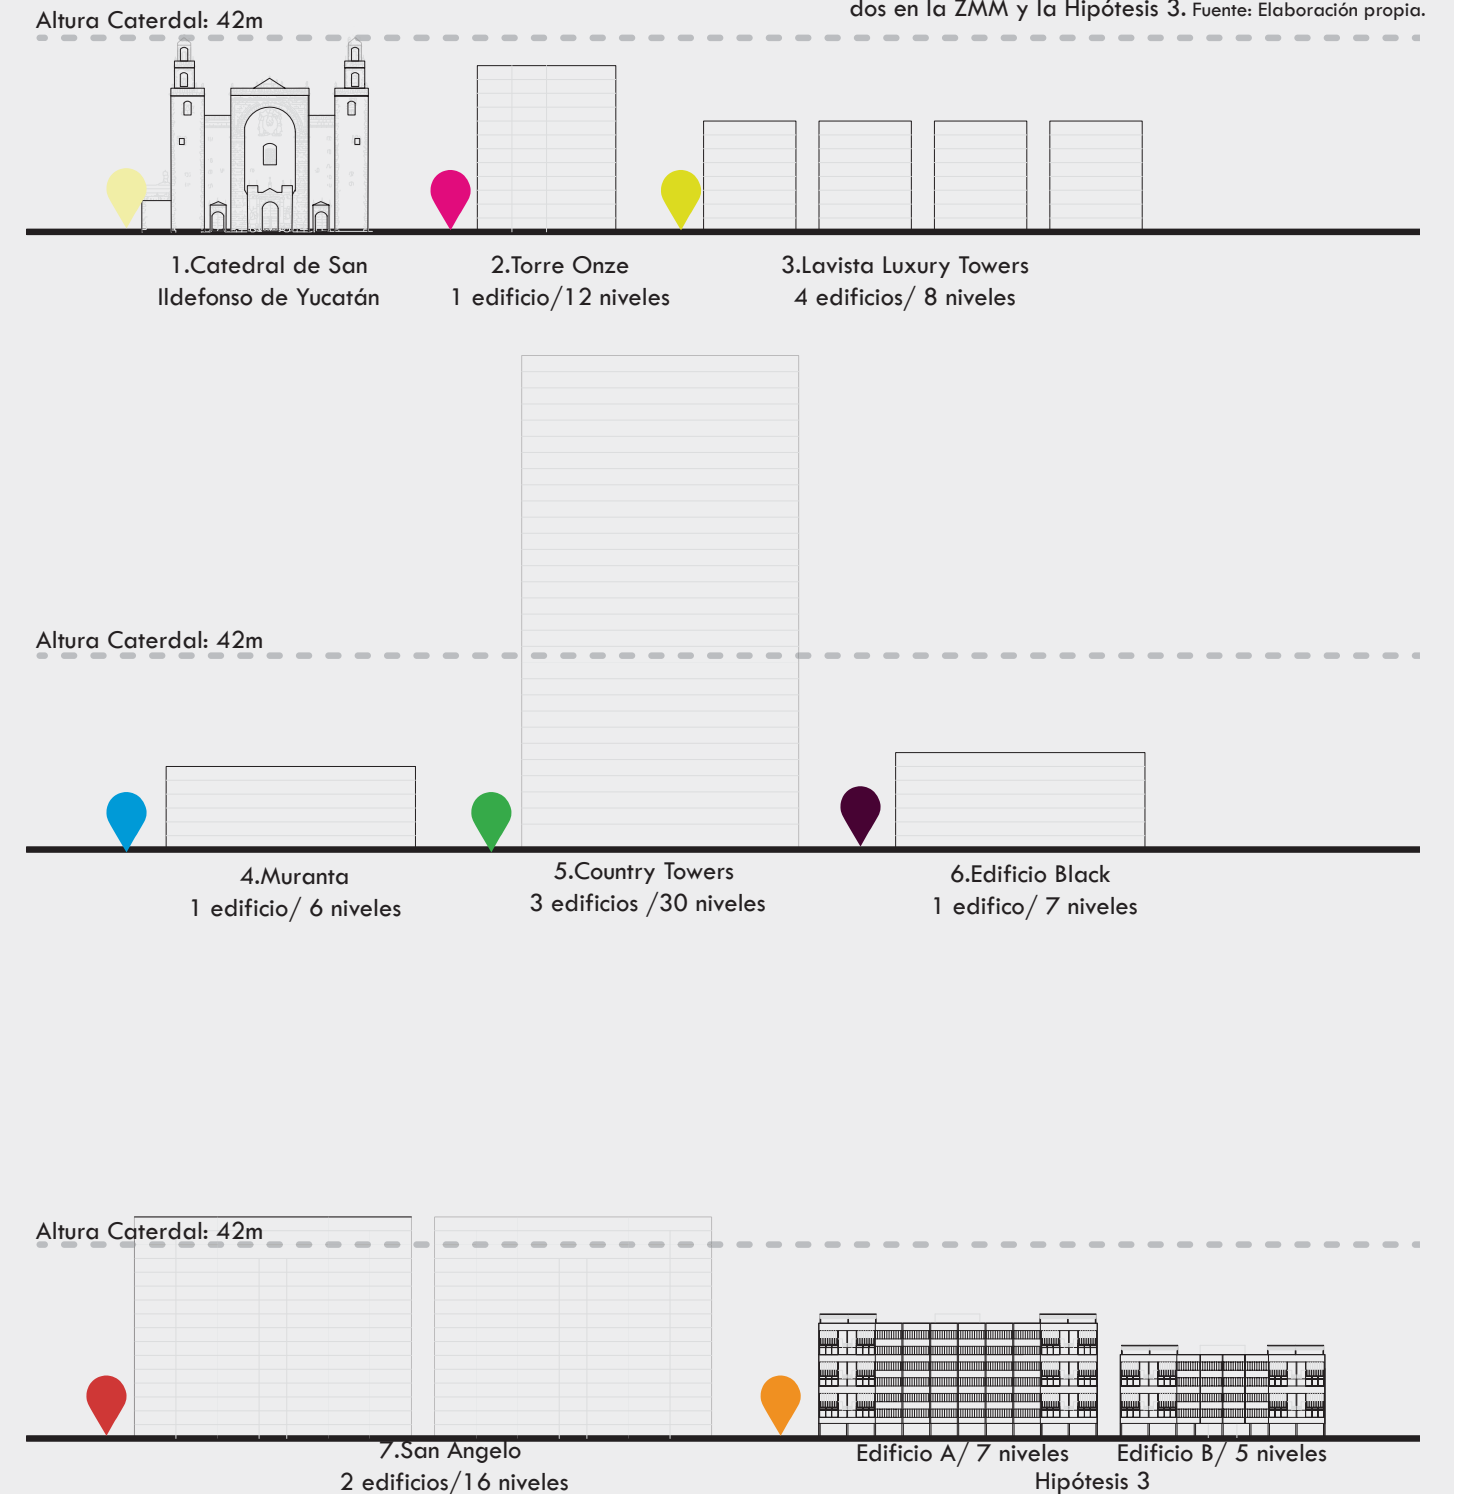 dos en la ZMM y la Hipótesis 3. Fuente: Elaboración propia.
Altura Caterdal: 42m
1.Catedral de San
Ildefonso de Yucatán
2.Torre Onze
1 edificio/12 niveles
3.Lavista Luxury Towers
4 edificios/ 8 niveles
Altura Caterdal: 42m
4.Muranta
1 edificio/ 6 niveles
5.Country Towers
3 edificios /30 niveles
6.Edificio Black
1 edifico/ 7 niveles
Altura Caterdal: 42m
7.San Angelo
2 edificios/16 niveles
Edificio A/ 7 niveles
Edificio B/ 5 niveles
Hipótesis 3